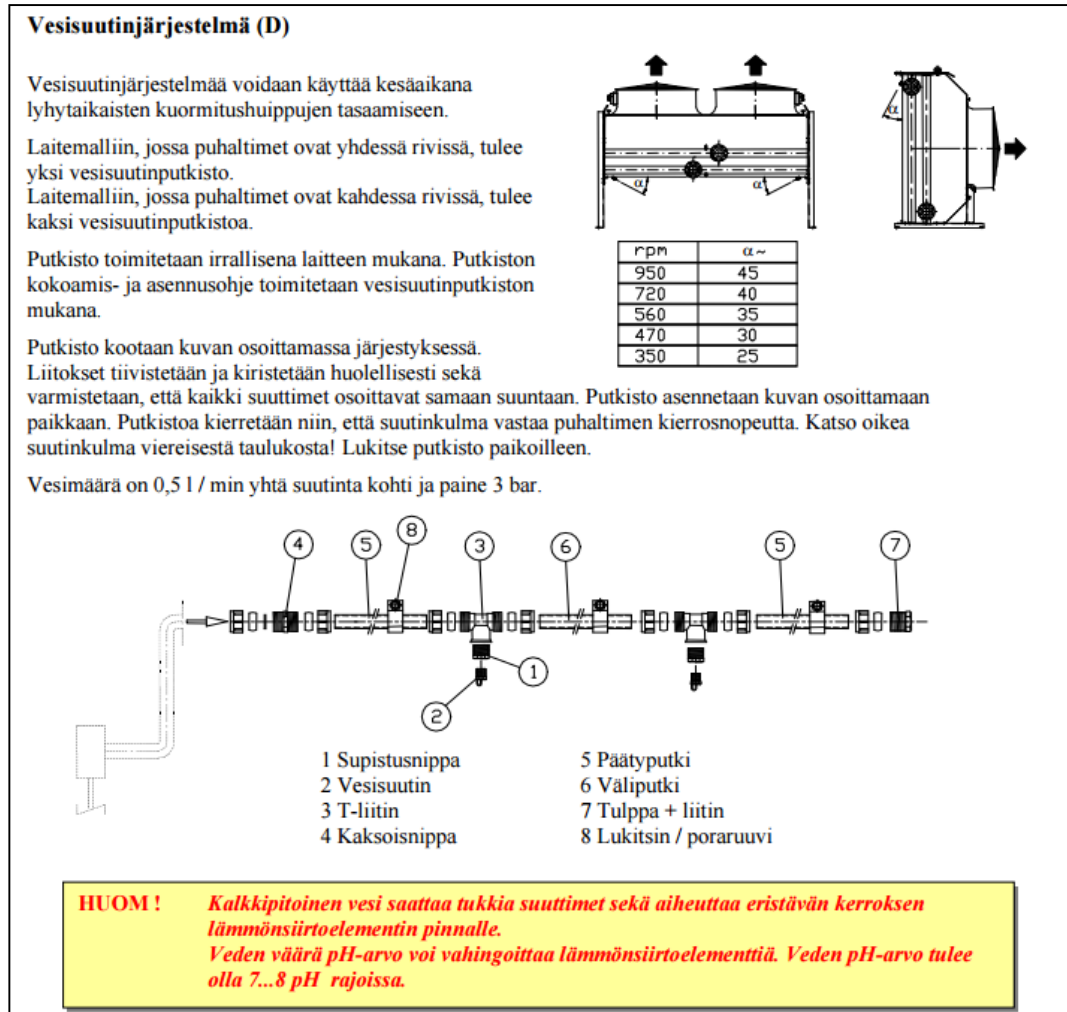 Vesisuutinjärjestelmä (D)
Vesisuutinjärjestelmää voidaan käyttää kesäaikana
lyhytaikaisten kuormitushuippujen tasaamiseen.
Laitemalliin, jossa puhaltimet ovat yhdessä rivissä, tulee
yksi vesisuutinputkisto.
Laitemalliin, jossa puhaltimet ovat kahdessa rivissä, tulee
kaksi vesisuutinputkistoa.
Putkisto toimitetaan irrallisena laitteen mukana. Putkiston
kokoamis- ja asennusohje toimitetaan vesisuutinputkiston
mukana.
α α
α
rpm α~
950 45
720 40
560 35
470 30
350 25
Putkisto kootaan kuvan osoittamassa järjestyksessä.
Liitokset tiivistetään ja kiristetään huolellisesti sekä
varmistetaan, että kaikki suuttimet osoittavat samaan suuntaan. Putkisto asennetaan kuvan osoittamaan
paikkaan. Putkistoa kierretään niin, että suutinkulma vastaa puhaltimen kierrosnopeutta. Katso oikea
suutinkulma viereisestä taulukosta! Lukitse putkisto paikoilleen.
Vesimäärä on 0,5 l / min yhtä suutinta kohti ja paine 3 bar.
4 5 8 3 6 5 7
1
2
1 Supistusnippa
2 Vesisuutin
3 T-liitin
4 Kaksoisnippa
5 Päätyputki
6 Väliputki
7 Tulppa + liitin
8 Lukitsin / poraruuvi
HUOM ! Kalkkipitoinen vesi saattaa tukkia suuttimet sekä aiheuttaa eristävän kerroksen
lämmönsiirtoelementin pinnalle.
Veden väärä pH-arvo voi vahingoittaa lämmönsiirtoelementtiä. Veden pH-arvo tulee
olla 7...8 pH rajoissa.